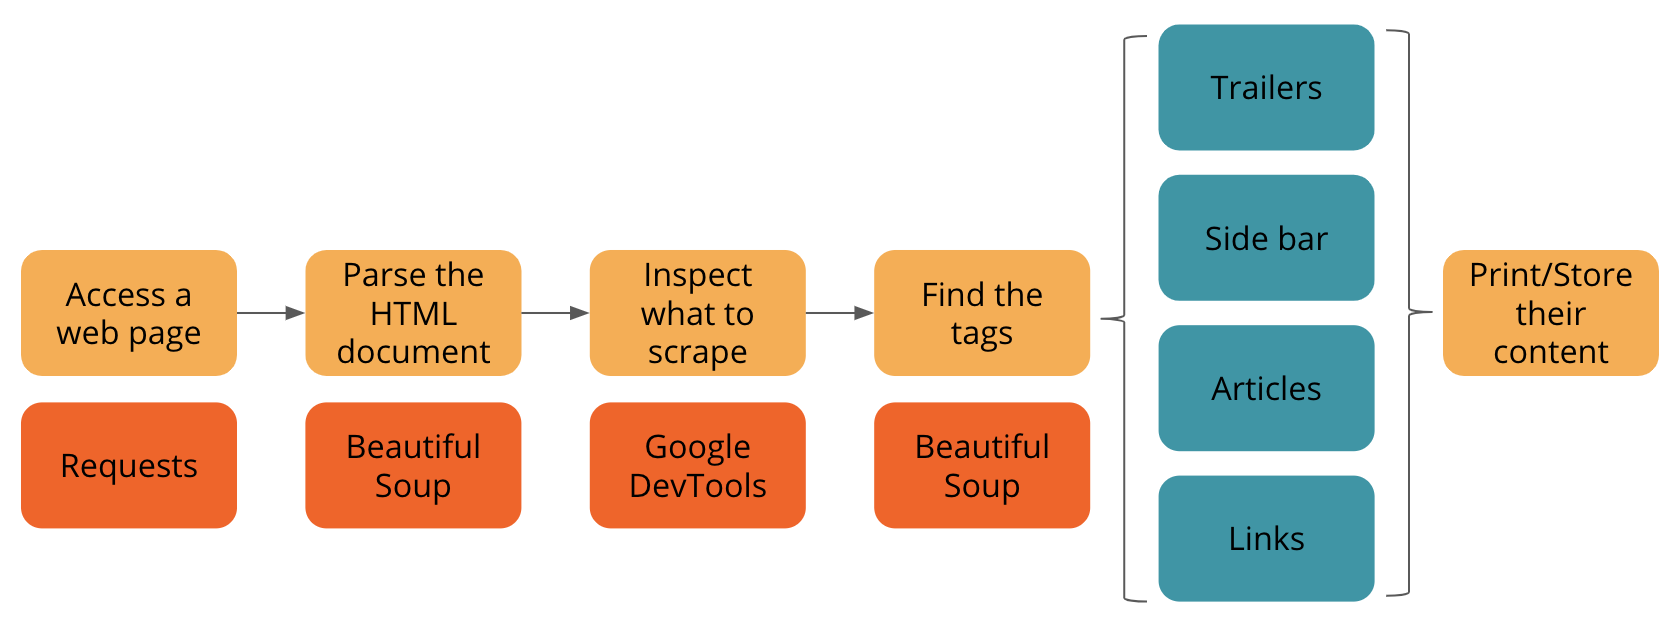 Access a
web page
Parse the
HTML
document
Inspect
what to
scrape
Find the
tags
Requests
Beautiful
Soup
Google
DevTools
Beautiful
Soup
Trailers
Side bar
Articles
Links
Print/Store
their
content